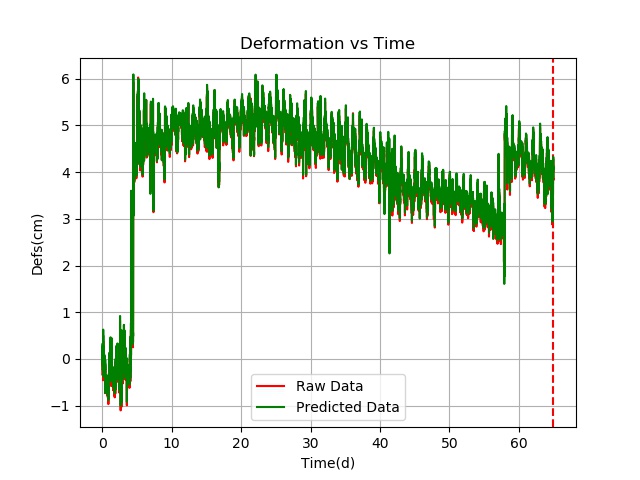 Deformation vs Time
Defs(cm)
6
5
4
3
2
1
0
−1
Raw Data
Predicted Data
0 10 20 30 40 50 60
Time(d)